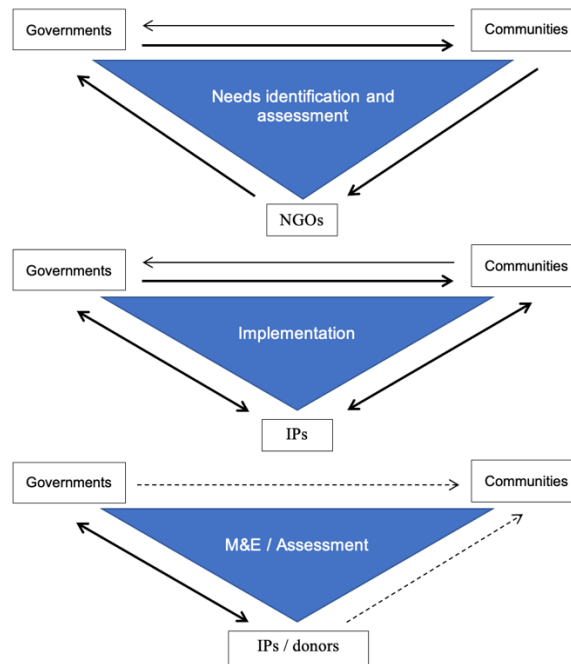 Governments
Communities
Needs identification and
assessment
NGOs
Governments
Communities
Implementation
IPs
Governments
Communities
M&E / Assessment
IPs / donors